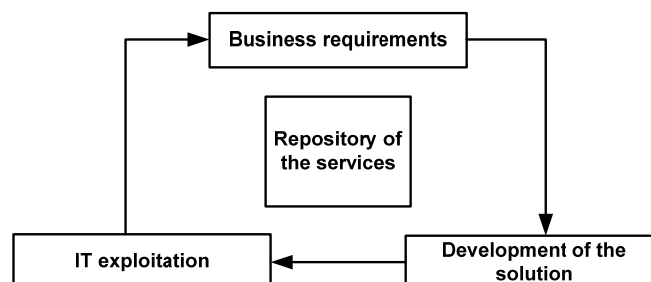 Business requirements
Repository of
the services
IT exploitation
Development of the
solution